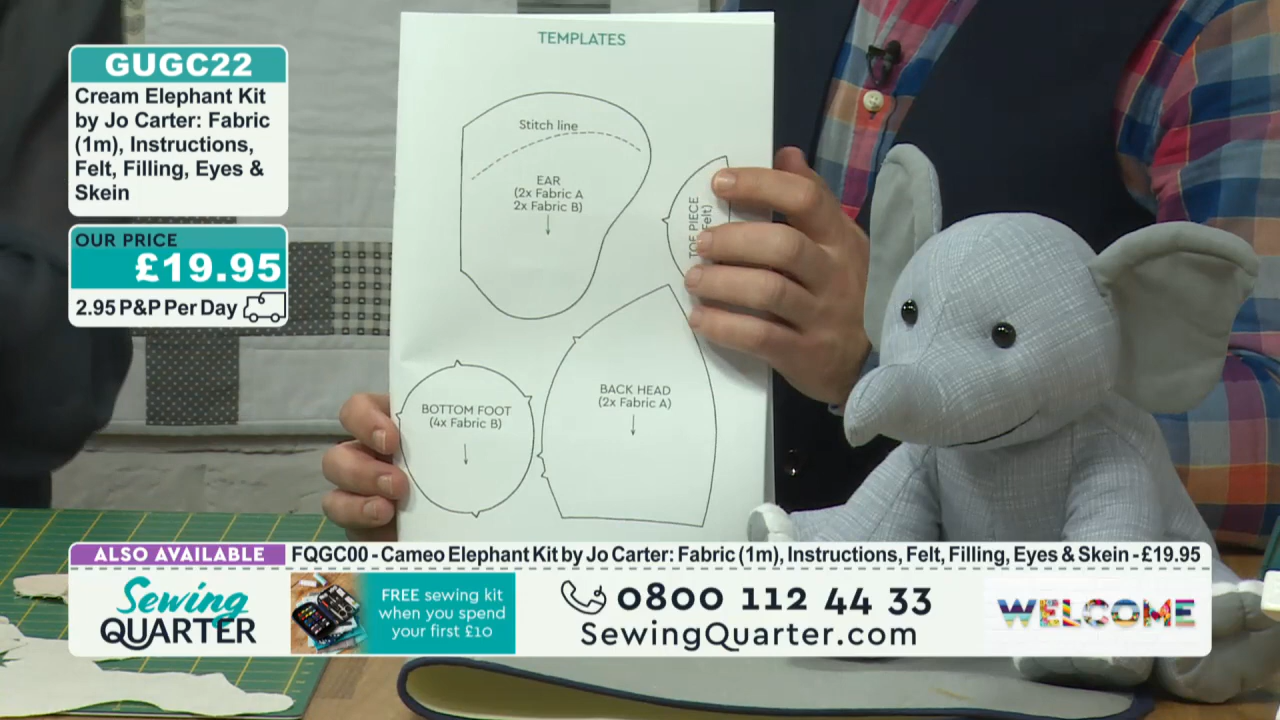 GUGC22
Cream Elephant Kit
by Jo Carter: Fabric
(1m), Instructions,
Felt, Filling, Eyes &
Skein
OUR PRICE
£19.95
2.95 P&P Per Day
TEMPLATES
Stitch line
EAR
(2x Fabric A
2x Fabric B)
TOE PIECE
Felt)
BACK HEAD
(2x Fabric A)
BOTTOM FOOT
(4x Fabric B)
ALSO AVAILABLE
FQGC00 - Cameo Elephant Kit by Jo Carter: Fabric (1m), Instructions, Felt, Filling, Eyes & Skein - £19.95
Sewing
QUARTER
FREE sewing kit
when you spend
your first £10
0800 112 44 33
SewingQuarter.com
WELCOME